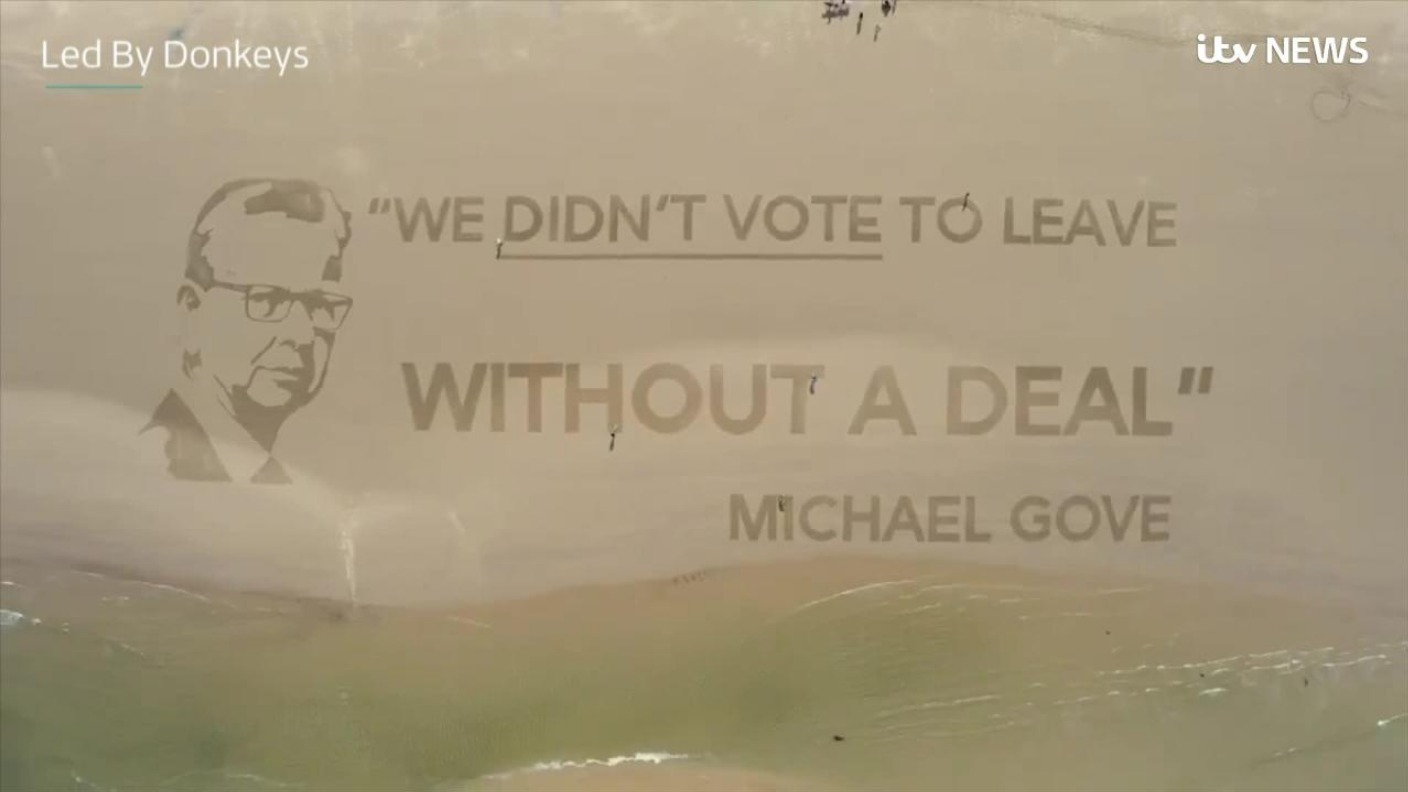 Led By Donkeys
itv NEWS
“WE DIDN’T VOTE TO LEAVE
WITHOUT A DEAL”
MICHAEL GOVE